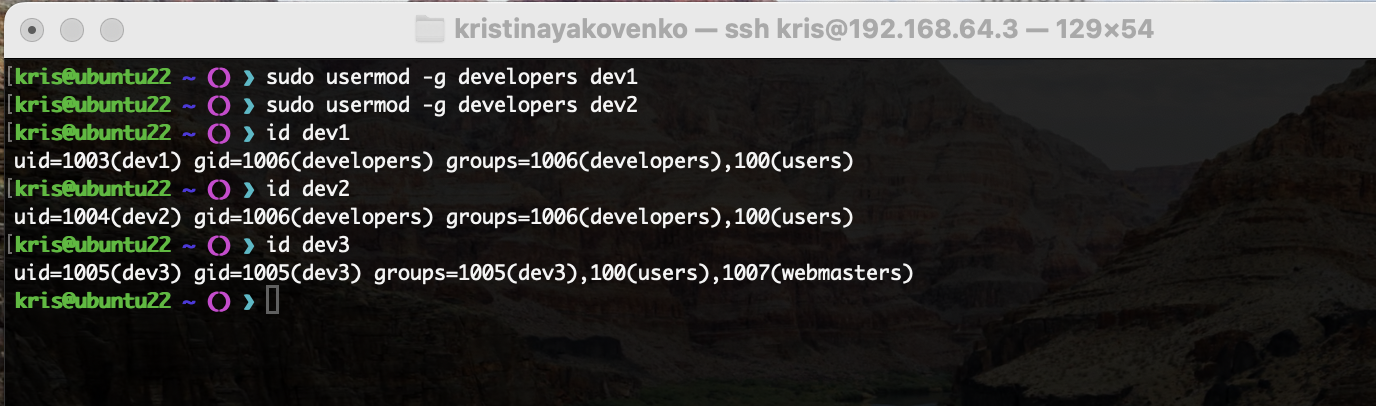 kristinayakovenko — ssh kris@192.168.64.3 — 129×54
[kris@ubuntu22 ~ ❯ sudo usermod -g developers dev1
[kris@ubuntu22 ~ ❯ sudo usermod -g developers dev2
[kris@ubuntu22 ~ ❯ id dev1
uid=1003(dev1) gid=1006(developers) groups=1006(developers),100(users)
[kris@ubuntu22 ~ ❯ id dev2
uid=1004(dev2) gid=1006(developers) groups=1006(developers),100(users)
[kris@ubuntu22 ~ ❯ id dev3
uid=1005(dev3) gid=1005(dev3) groups=1005(dev3),100(users),1007(webmasters)
kris@ubuntu22 ~ ❯